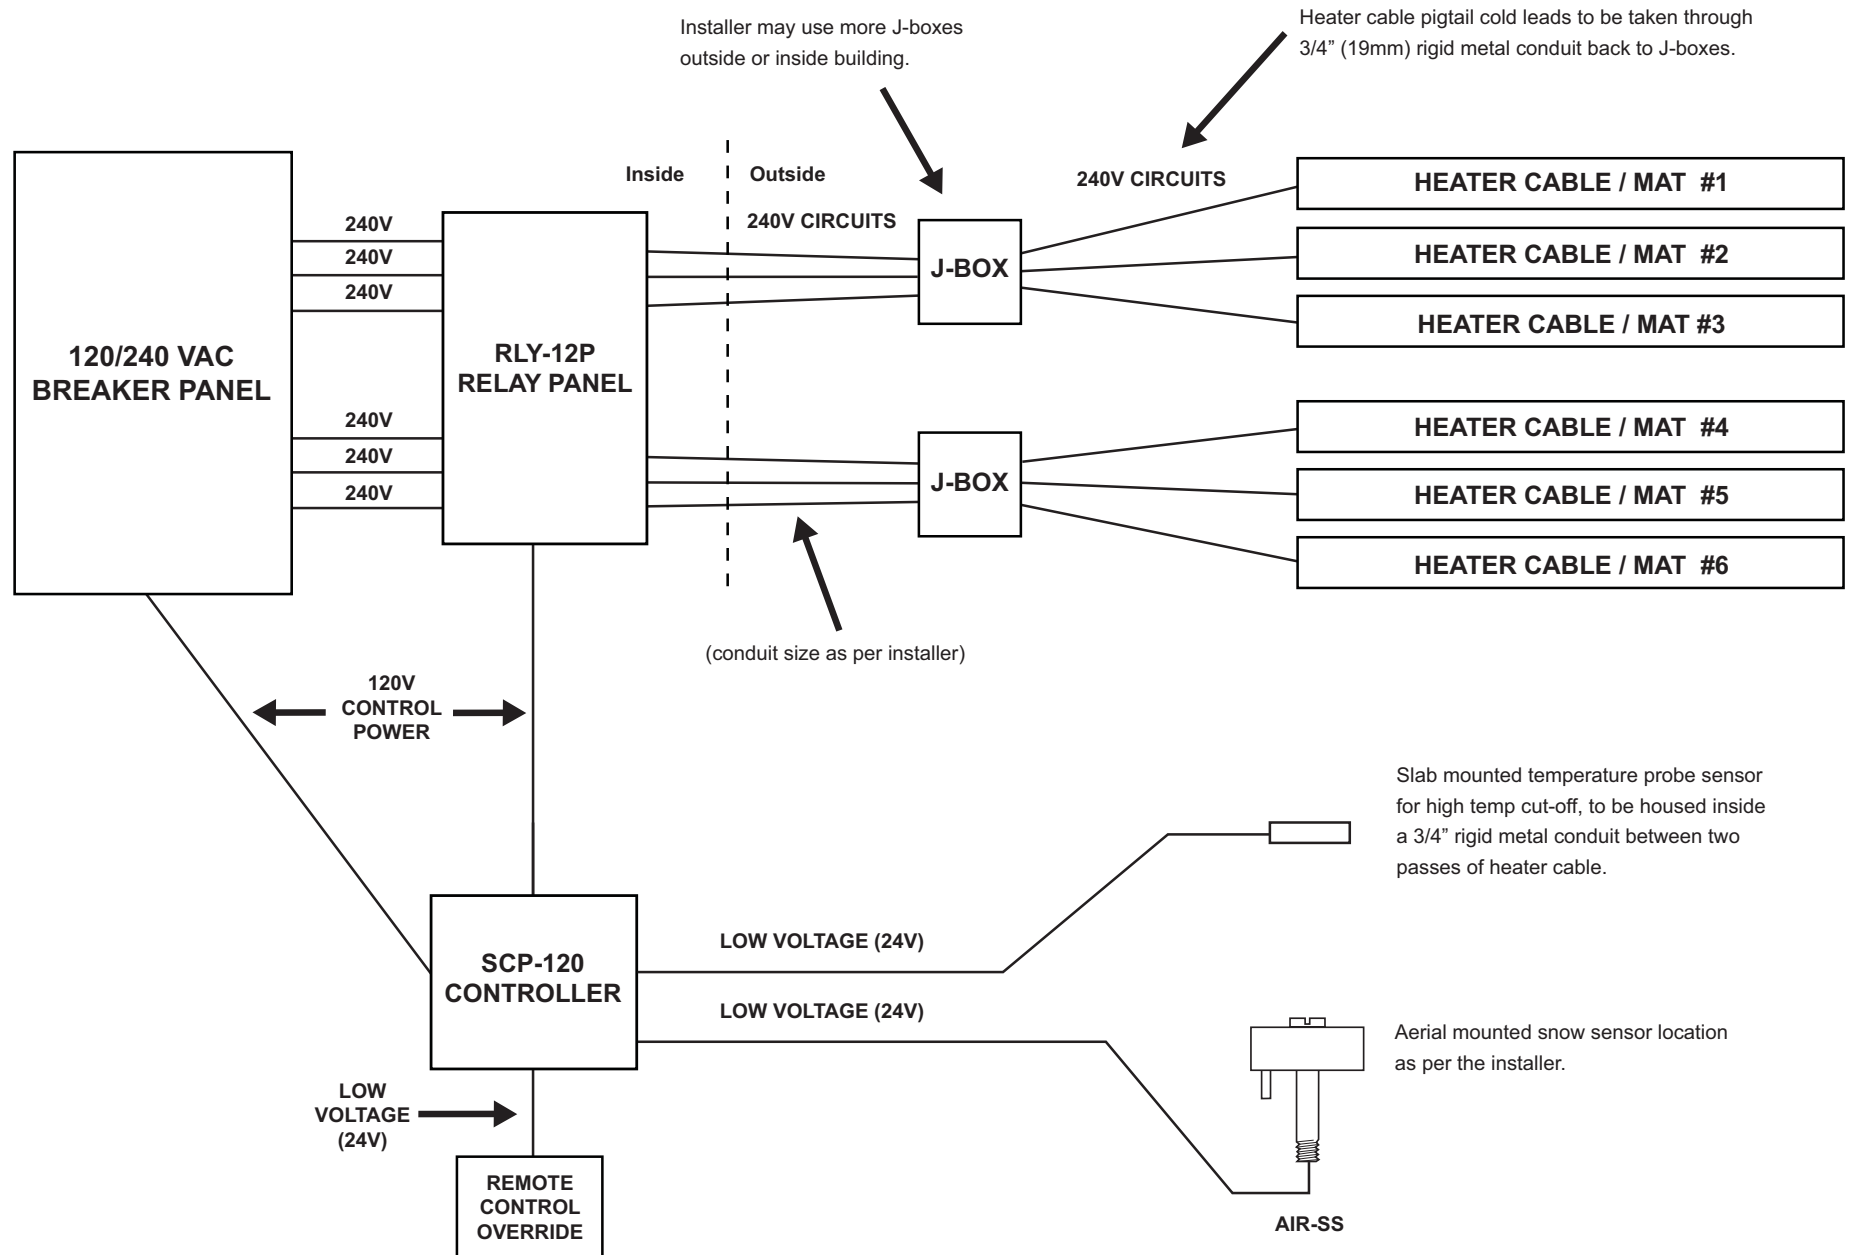 Installer may use more J-boxes
outside or inside building.
Heater cable pigtail cold leads to be taken through
3/4” (19mm) rigid metal conduit back to J-boxes.
Inside
Outside
240V CIRCUITS
240V CIRCUITS
120/240 VAC
BREAKER PANEL
240V
240V
240V
240V
240V
240V
RLY-12P
RELAY PANEL
J-BOX
J-BOX
HEATER CABLE / MAT #1
HEATER CABLE / MAT #2
HEATER CABLE / MAT #3
HEATER CABLE / MAT #4
HEATER CABLE / MAT #5
HEATER CABLE / MAT #6
(conduit size as per installer)
120V
CONTROL
POWER
Slab mounted temperature probe sensor
for high temp cut-off, to be housed inside
a 3/4” rigid metal conduit between two
passes of heater cable.
SCP-120
CONTROLLER
LOW VOLTAGE (24V)
LOW VOLTAGE (24V)
Aerial mounted snow sensor location
as per the installer.
LOW
VOLTAGE
(24V)
REMOTE
CONTROL
OVERRIDE
AIR-SS